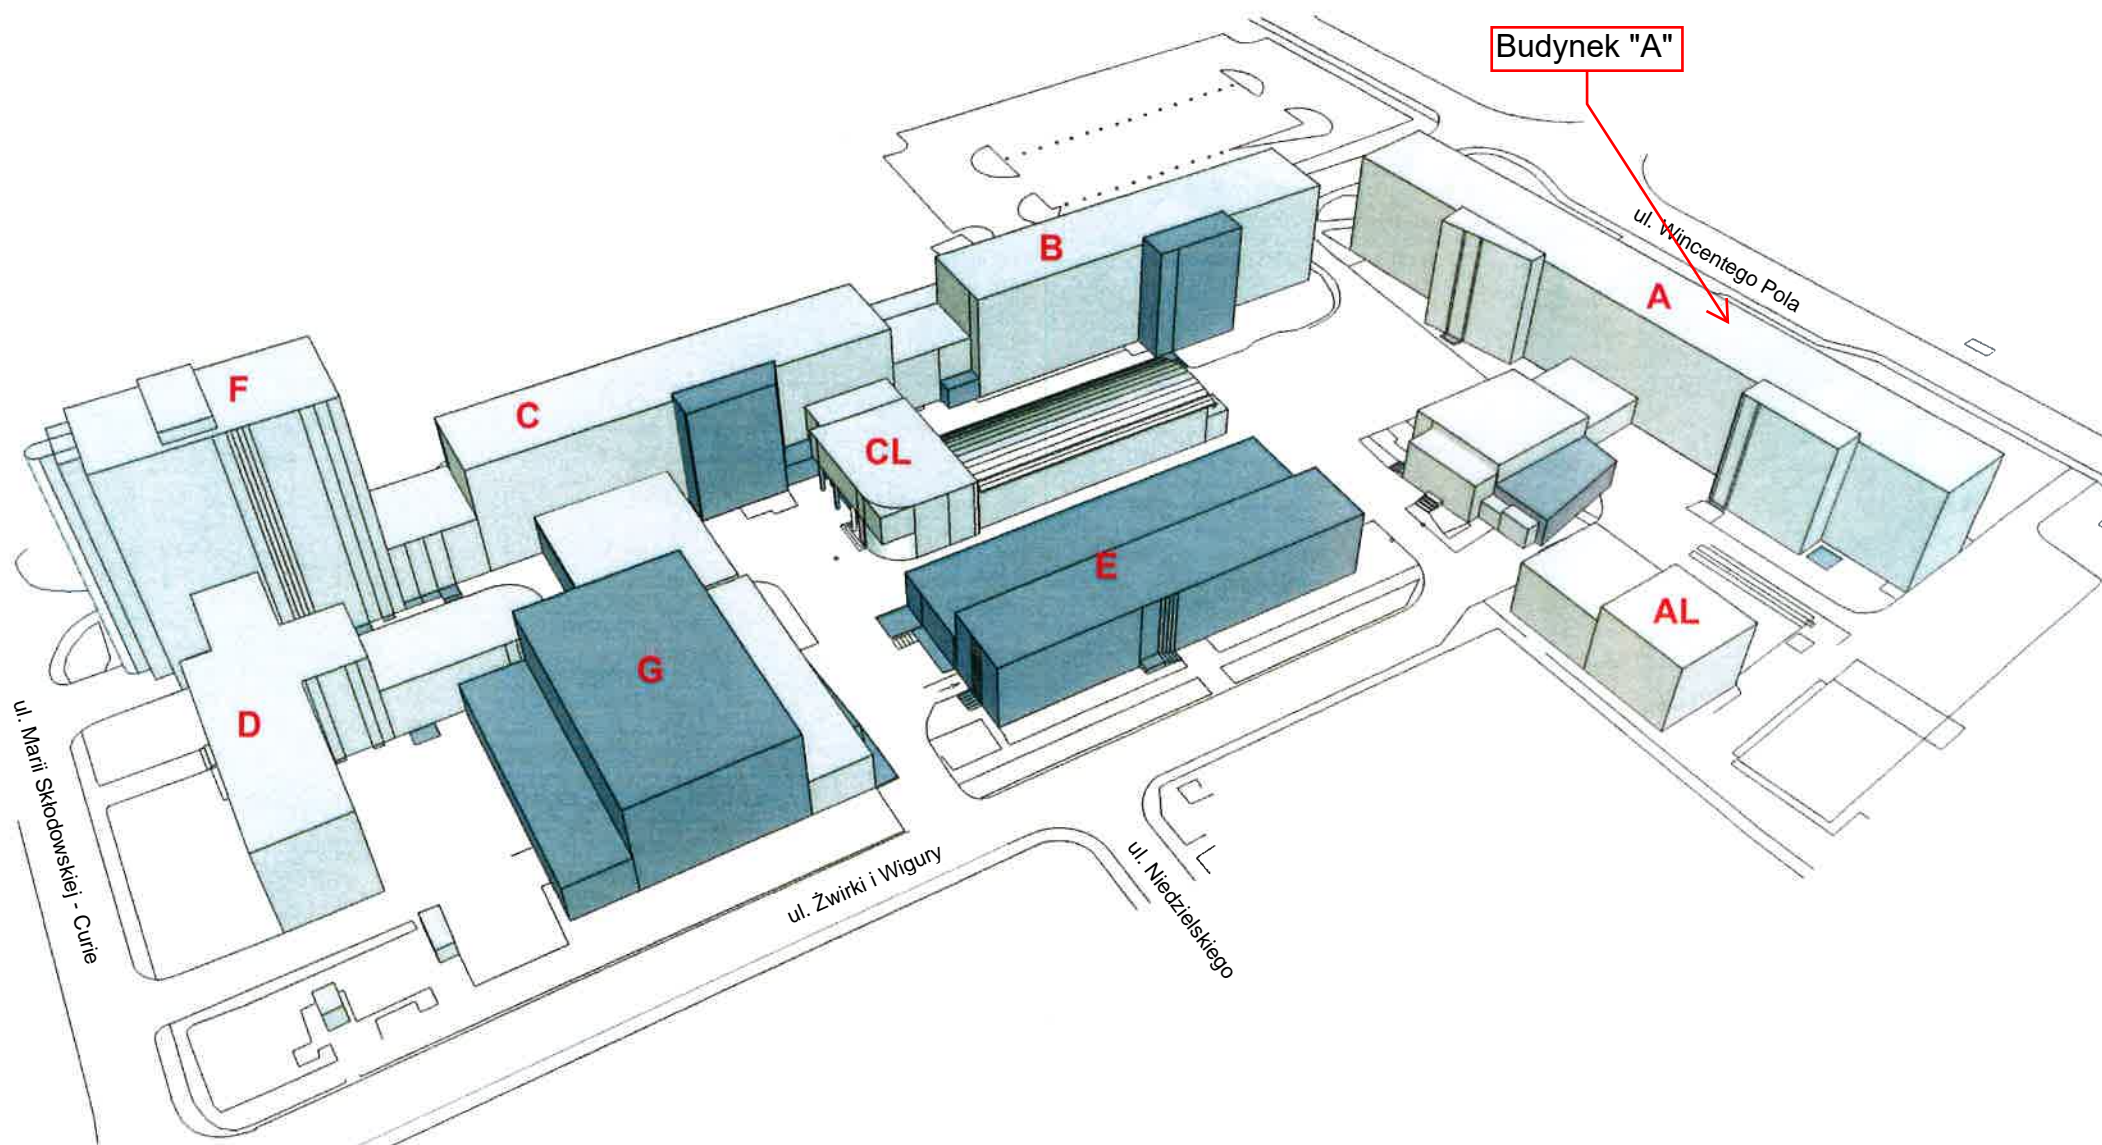 Budynek "A"
ul. Wincentego Pola
B
A
F
C
CL
E
AL
G
D
ul. Marii Skłodowskiej - Curie
ul. Żwirki i Wigury
ul. Niedzielskiego